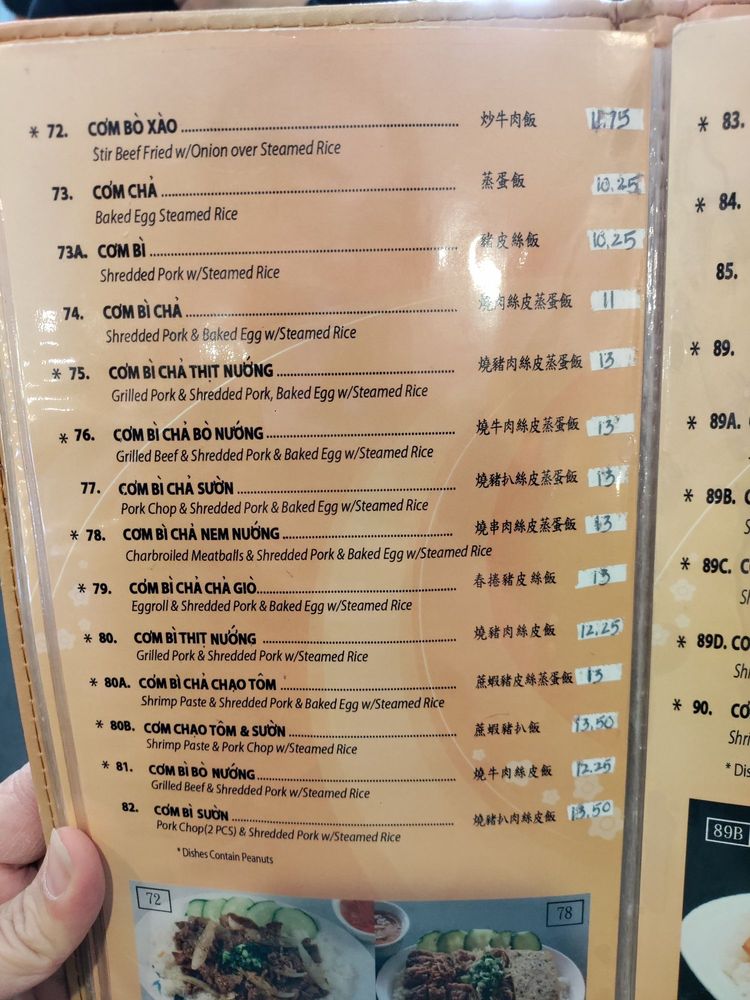 * 72. CƠM BÒ XÀO 炒牛肉飯
Stir Beef Fried w/Onion over Steamed Rice
73. CƠM CHẢ 蒸蛋飯 10.25
Baked Egg Steamed Rice
73A. CƠM BÌ 豬皮絲飯 10,25
Shredded Pork w/Steamed Rice
74. CƠM BÌ CHẢ 燒肉絲皮蒸蛋飯 11
Shredded Pork & Baked Egg w/Steamed Rice
* 75. CƠM BÌ CHẢ THỊT NƯỚNG 燒豬肉絲皮蒸蛋飯 13
Grilled Pork & Shredded Pork, Baked Egg w/Steamed Rice
* 76. CƠM BÌ CHẢ BÒ NƯỚNG 燒牛肉絲皮蒸蛋飯 13
Grilled Beef & Shredded Pork & Baked Egg w/Steamed Rice
77. CƠM BÌ CHẢ SƯỜN 燒豬扒絲皮蒸蛋飯 13
Pork Chop & Shredded Pork & Baked Egg w/Steamed Rice
* 78. CƠM BÌ CHẢ NEM NƯỚNG 燒串肉絲皮蒸蛋飯 13
Charbroiled Meatballs & Shredded Pork & Baked Egg w/Steamed Rice
* 79. CƠM BÌ CHẢ CHẢ GIÒ 春捲豬皮絲飯 13
Eggroll & Shredded Pork & Baked Egg w/Steamed Rice
* 80. CƠM BÌ THỊT NƯỚNG 燒豬肉絲皮飯 12.25
Grilled Pork & Shredded Pork w/Steamed Rice
* 80A. CƠM BÌ CHẢ CHẠO TÔM 蔗蝦豬皮絲蒸蛋飯 13
Shrimp Paste & Shredded Pork & Baked Egg w/Steamed Rice
* 80B. CƠM CHẠO TÔM & SƯỜN 蔗蝦豬扒飯 13,50
Shrimp Paste & Pork Chop w/Steamed Rice
* 81. CƠM BÌ BÒ NƯỚNG 燒牛肉絲皮飯 12.25
Grilled Beef & Shredded Pork w/Steamed Rice
82. CƠM BÌ SƯỜN 燒豬扒肉絲皮飯 13.50
Pork Chop(2 PCS) & Shredded Pork w/Steamed Rice
* Dishes Contain Peanuts
72
78
* 83.
* 84.
85.
* 89.
* 89A.
* 89B.
* 89C.
* 89D. CƠ
* 90. CƠ
Shri
* Dis
89B